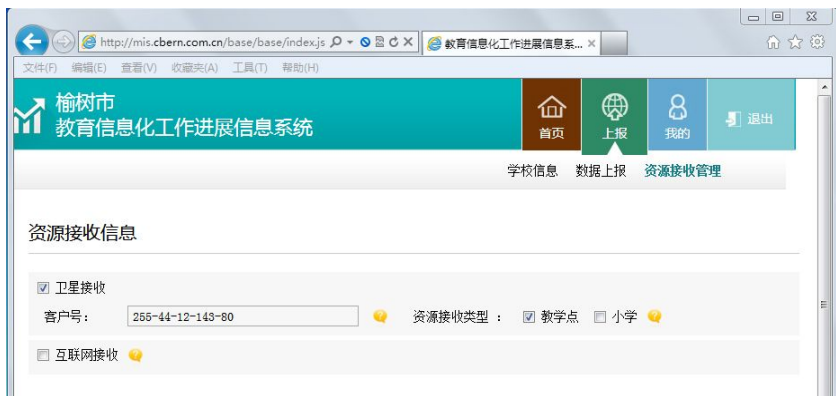 http://mis.cbern.com.cn/base/base/index.js
教育信息化工作进展信息系...
文件(F) 编辑(E) 查看(V) 收藏夹(A) 工具(T) 帮助(H)
榆树市
教育信息化工作进展信息系统
首页 上报 我的 退出
学校信息 数据上报 资源接收管理
资源接收信息
卫星接收
客户号： 255-44-12-143-80 资源接收类型 ： 教学点 小学
互联网接收